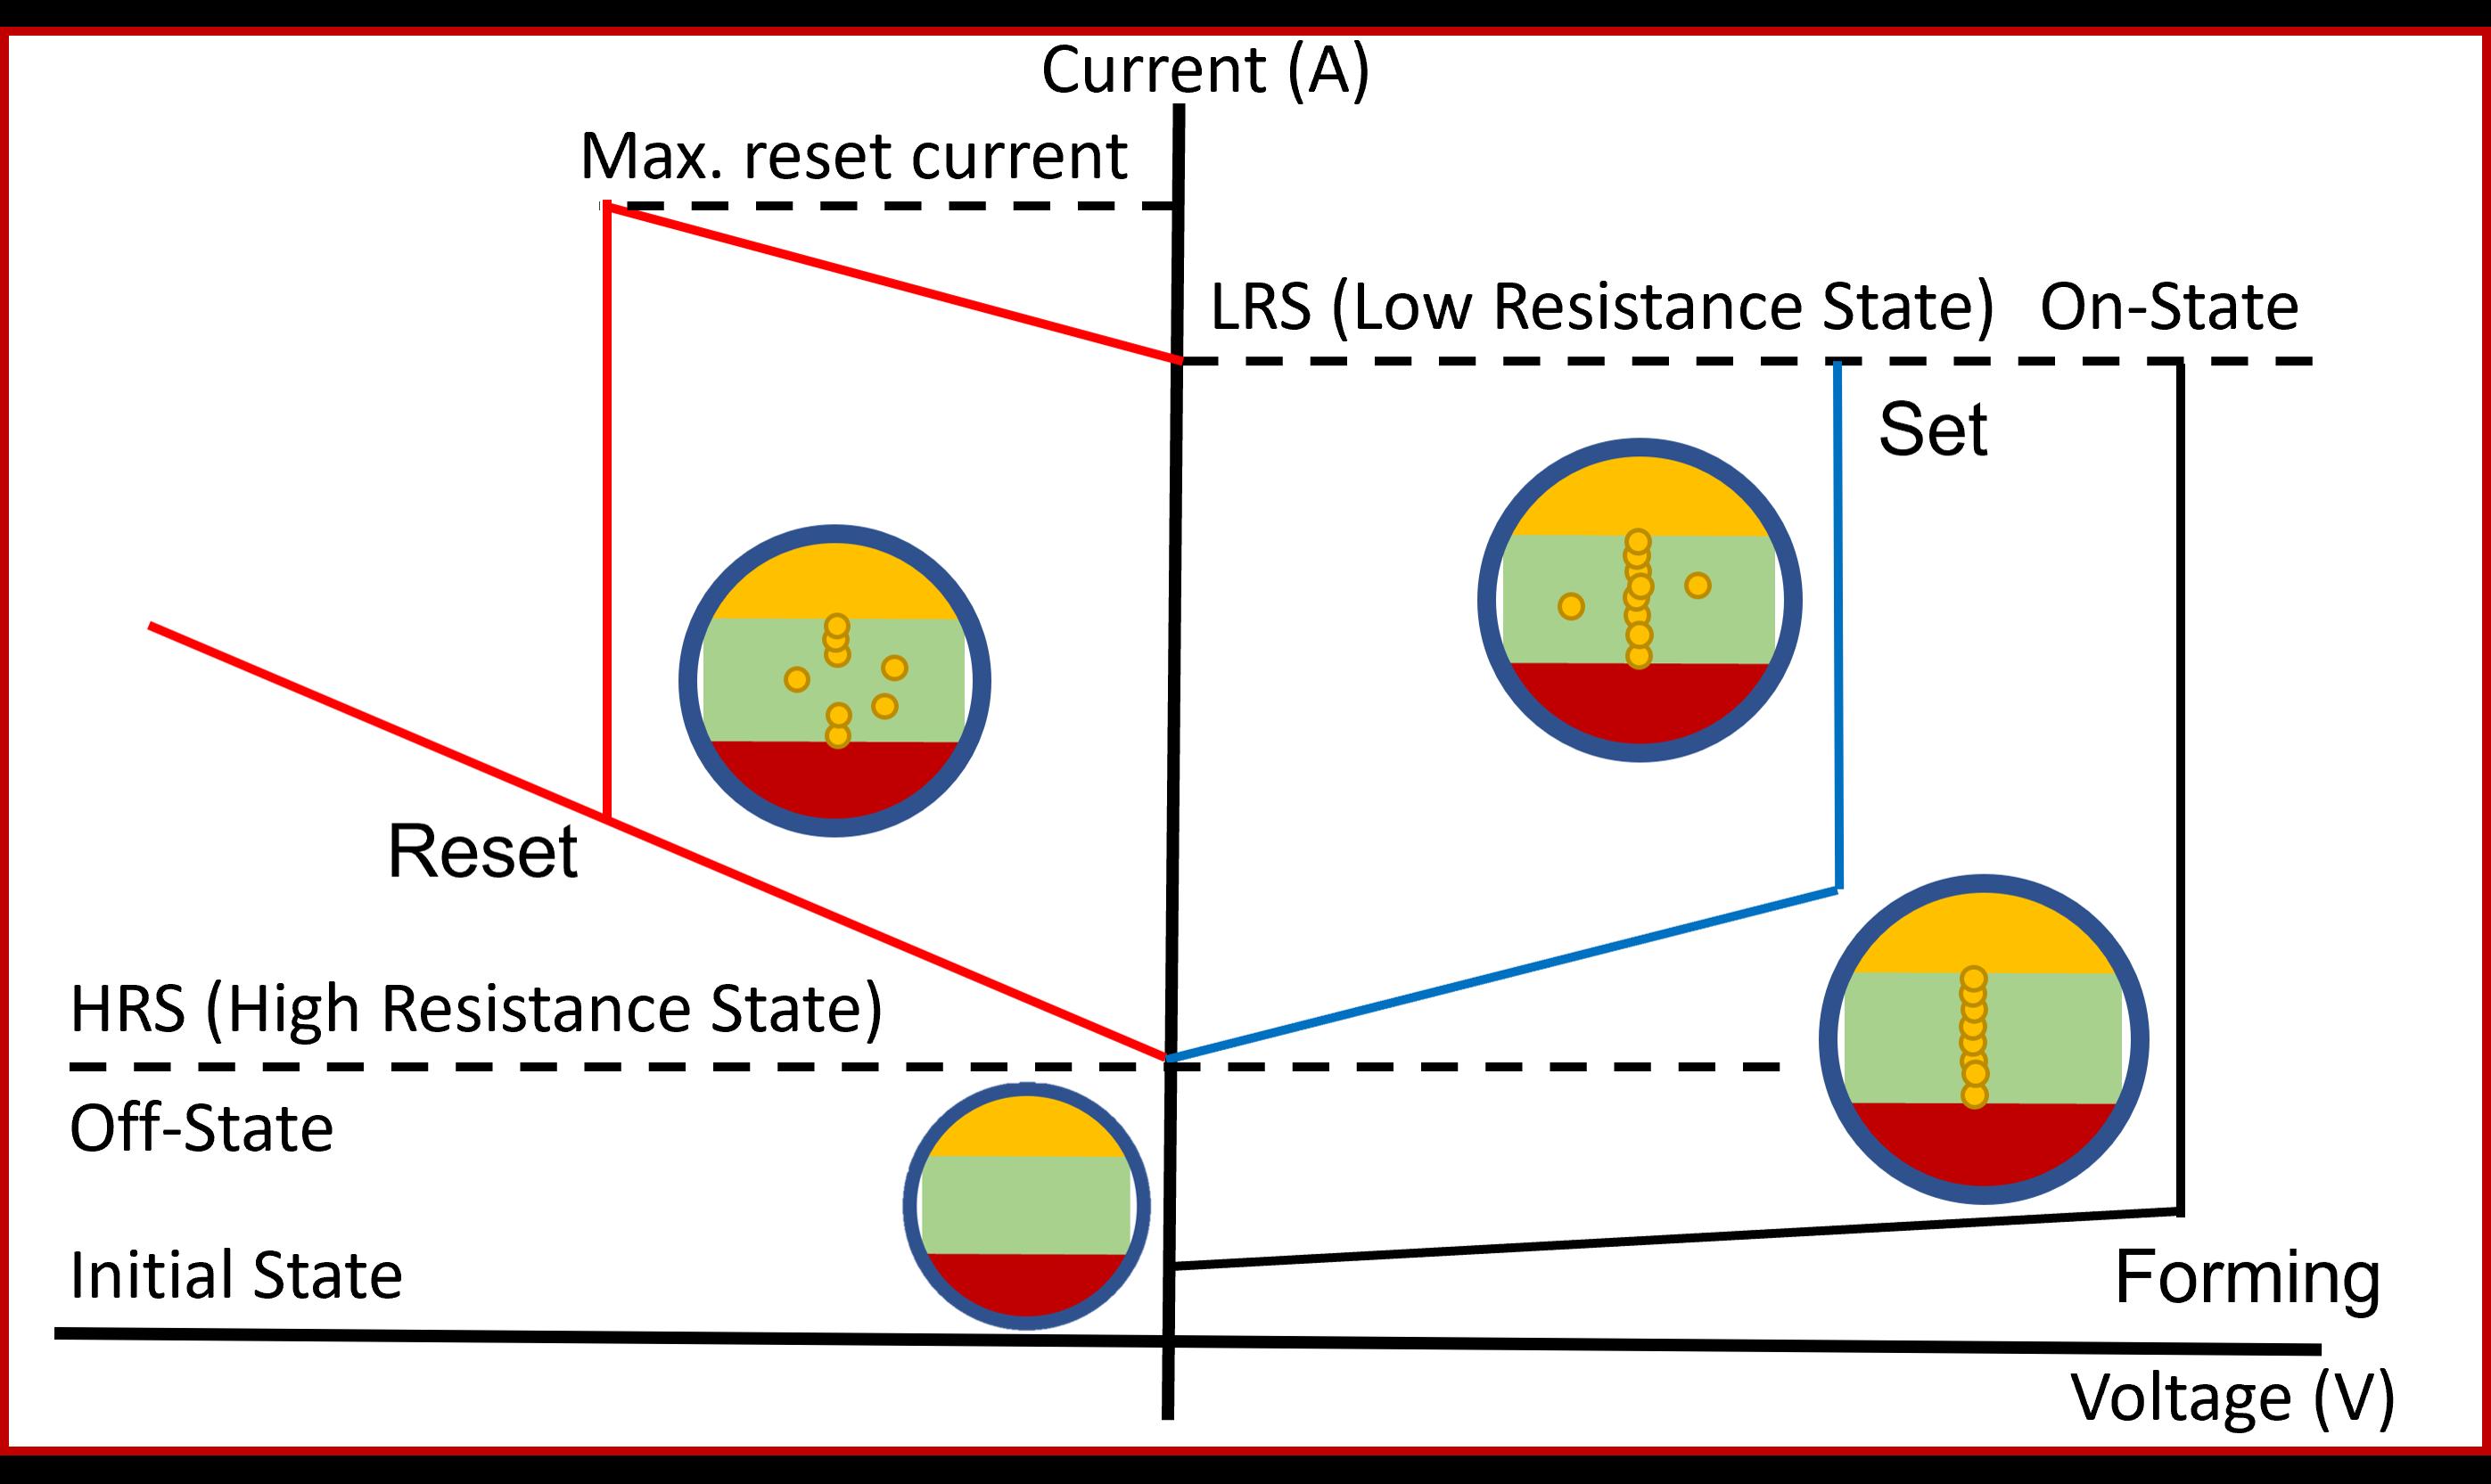 Current (A)
Max. reset current
LRS (Low Resistance State) On-State
Set
Reset
HRS (High Resistance State)
Off-State
Initial State
Forming
Voltage (V)